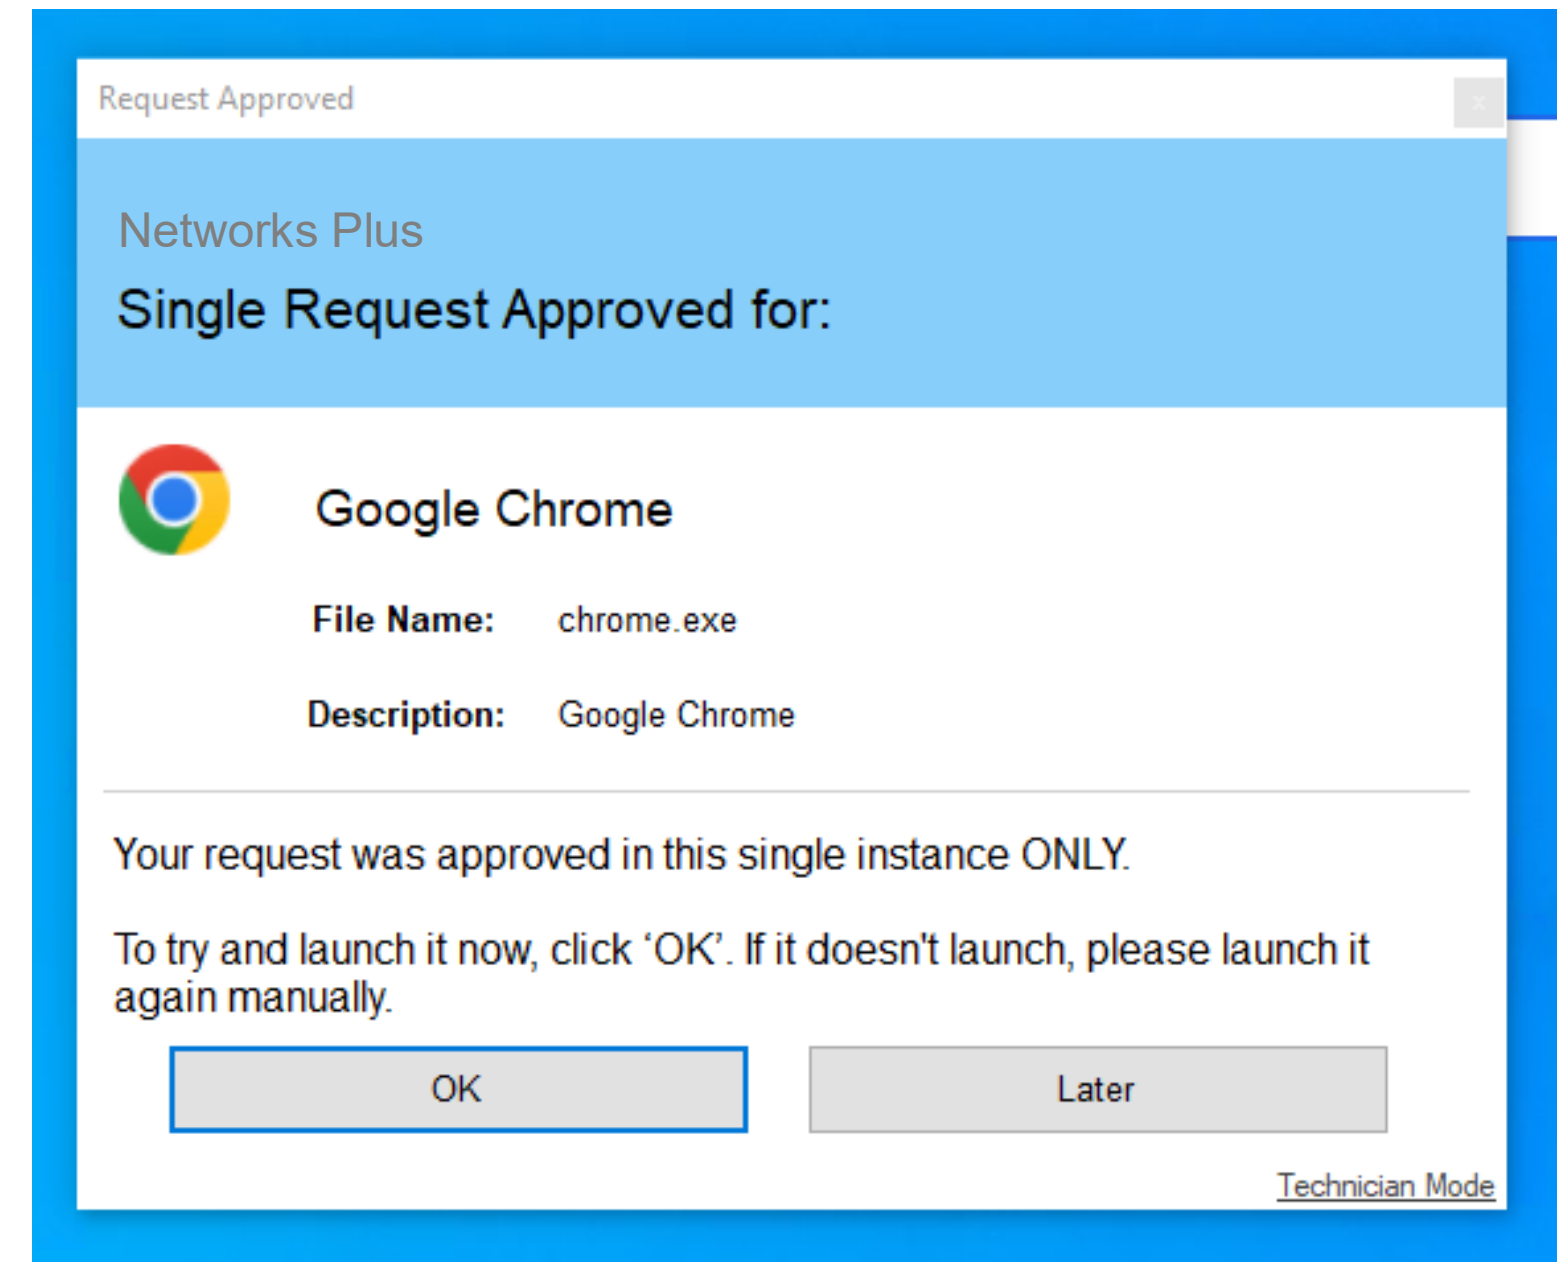 Request Approved
x
Networks Plus
Single Request Approved for:
Google Chrome
File Name: chrome.exe
Description: Google Chrome
Your request was approved in this single instance ONLY.
To try and launch it now, click ‘OK’. If it doesn't launch, please launch it
again manually.
OK Later
Technician Mode